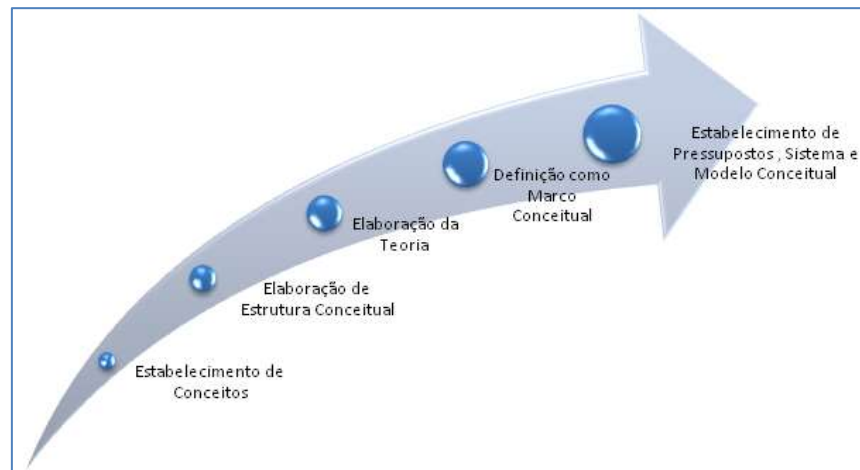 Estabelecimento de
Conceitos
Elaboração de
Estrutura Conceitual
Elaboração da
Teoria
Definição como
Marco
Conceitual
Estabelecimento de
Pressupostos , Sistema e
Modelo Conceitual